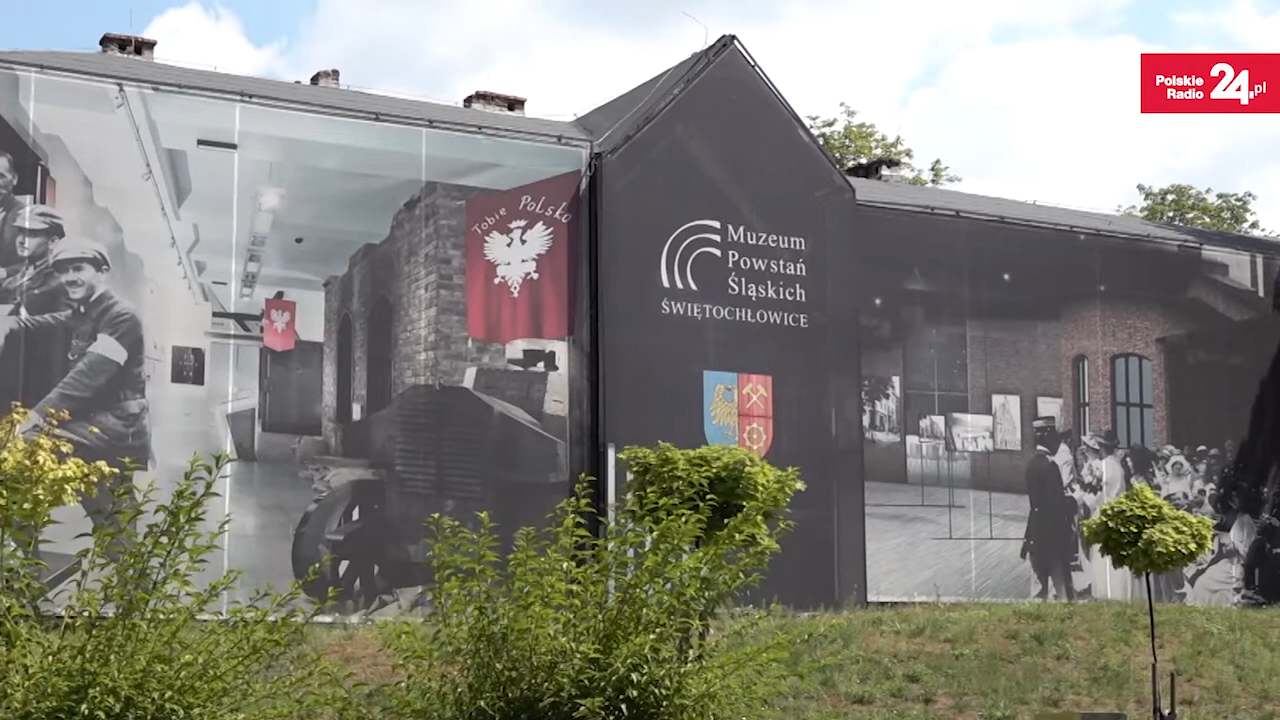 Polskie
Radio 24.pl
Tobie Polsko
Muzeum
Powstań
Śląskich
ŚWIĘTOCHŁOWICE